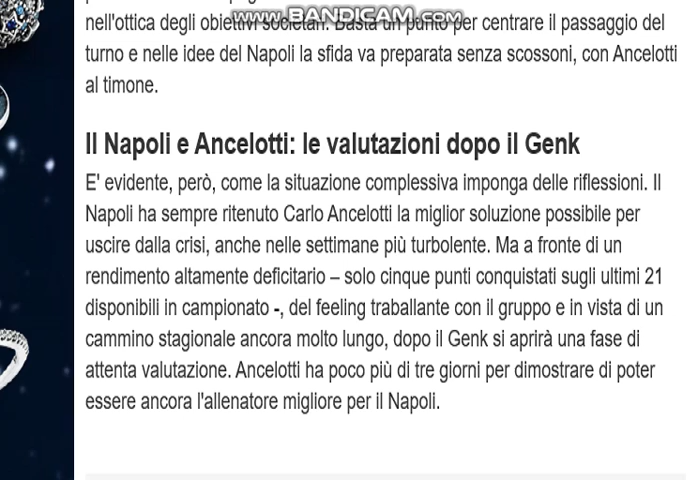 nell'ottica degli obiettivi societari. Basta un punto per centrare il passaggio del
www.BANDICAM.com
turno e nelle idee del Napoli la sfida va preparata senza scossoni, con Ancelotti
al timone.
Il Napoli e Ancelotti: le valutazioni dopo il Genk
E' evidente, però, come la situazione complessiva imponga delle riflessioni. Il
Napoli ha sempre ritenuto Carlo Ancelotti la miglior soluzione possibile per
uscire dalla crisi, anche nelle settimane più turbolente. Ma a fronte di un
rendimento altamente deficitario – solo cinque punti conquistati sugli ultimi 21
disponibili in campionato -, del feeling traballante con il gruppo e in vista di un
cammino stagionale ancora molto lungo, dopo il Genk si aprirà una fase di
attenta valutazione. Ancelotti ha poco più di tre giorni per dimostrare di poter
essere ancora l'allenatore migliore per il Napoli.